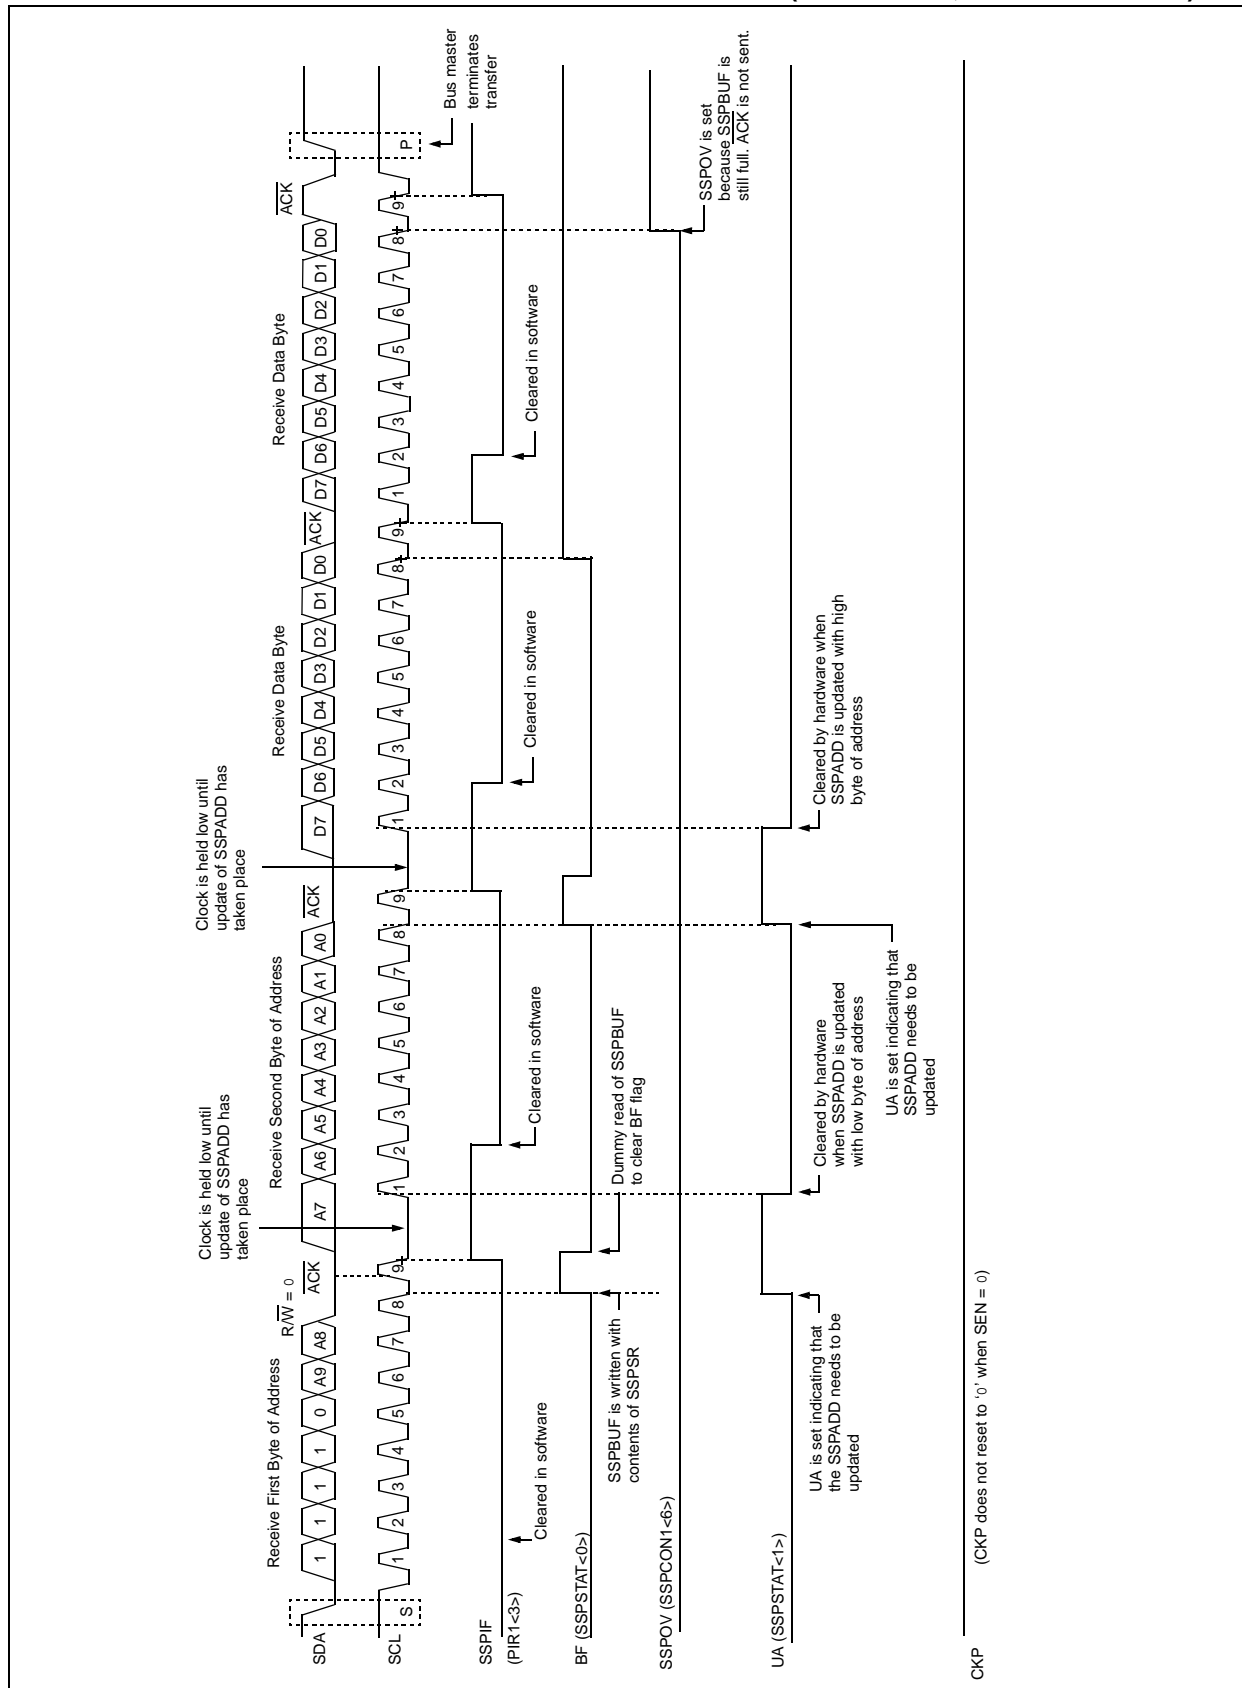 Clock is held low until
update of SSPADD has
taken place
Clock is held low until
update of SSPADD has
taken place
Receive First Byte of Address
R/W = 0
Receive Second Byte of Address
Receive Data Byte
Receive Data Byte
ACK
ACK
ACK
ACK
SDA
1 1 1 1 0 A9 A8
A7 A6 A5 A4 A3 A2 A1 A0
D7 D6 D5 D4 D3 D2 D1 D0
D7 D6 D5 D4 D3 D2 D1 D0
SCL
S
1 2 3 4 5 6 7 8 9
1 2 3 4 5 6 7 8 9
1 2 3 4 5 6 7 8 9
1 2 3 4 5 6 7 8 9
P
Bus master
terminates
transfer
SSPIF
(PIR1<3>)
Cleared in software
Cleared in software
Cleared in software
Cleared in software
BF (SSPSTAT<0>)
SSPBUF is written with
contents of SSPSR
Dummy read of SSPBUF
to clear BF flag
SSPOV (SSPCON1<6>)
SSPOV is set
because SSPBUF is
still full. ACK is not sent.
UA (SSPSTAT<1>)
UA is set indicating that
the SSPADD needs to be
updated
Cleared by hardware
when SSPADD is updated
with low byte of address
UA is set indicating that
SSPADD needs to be
updated
Cleared by hardware when
SSPADD is updated with high
byte of address
CKP
(CKP does not reset to ‘0’ when SEN = 0)